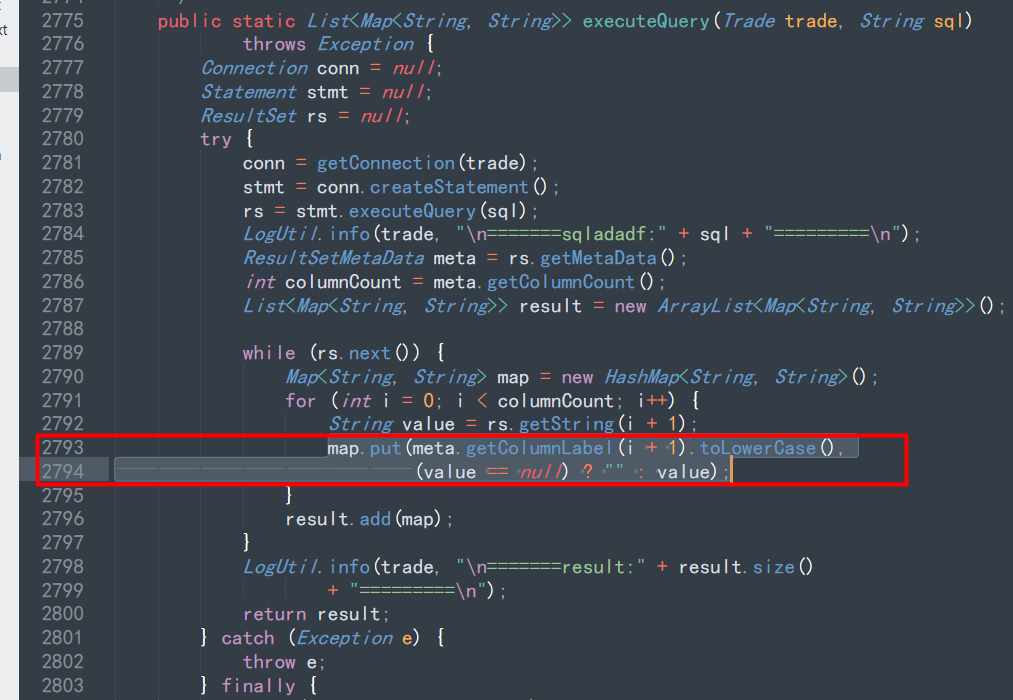 2775 public static List<Map<String, String>> executeQuery(Trade trade, String sql)
2776 throws Exception {
2777 Connection conn = null;
2778 Statement stmt = null;
2779 ResultSet rs = null;
2780 try {
2781 conn = getConnection(trade);
2782 stmt = conn.createStatement();
2783 rs = stmt.executeQuery(sql);
2784 LogUtil.info(trade, "\n=======sqladadf:" + sql + "=========\n");
2785 ResultSetMetaData meta = rs.getMetaData();
2786 int columnCount = meta.getColumnCount();
2787 List<Map<String, String>> result = new ArrayList<Map<String, String>>();
2788
2789 while (rs.next()) {
2790 Map<String, String> map = new HashMap<String, String>();
2791 for (int i = 0; i < columnCount; i++) {
2792 String value = rs.getString(i + 1);
2793 map.put(meta.getColumnLabel(i + 1).toLowerCase(),
2794 (value == null) ? "" : value);
2795 }
2796 result.add(map);
2797 }
2798 LogUtil.info(trade, "\n=======result:" + result.size()
2799 + "=========\n");
2800 return result;
2801 } catch (Exception e) {
2802 throw e;
2803 } finally {